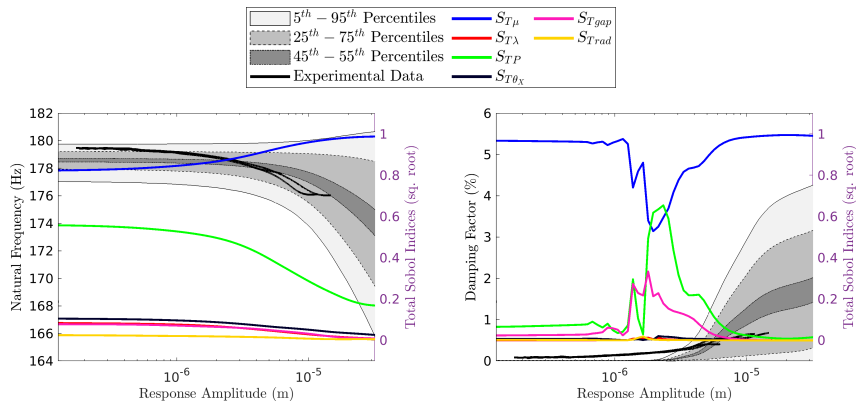 5th − 95th Percentiles
25th − 75th Percentiles
45th − 55th Percentiles
Experimental Data
STμ
STλ
STP
STθX
STgap
STrad
182
180
178
176
174
172
170
168
166
164
Natural Frequency (Hz)
1
0.8
0.6
0.4
0.2
0
Total Sobol Indices (sq. root)
10-6
10-5
Response Amplitude (m)
6
5
4
3
2
1
0
Damping Factor (%)
1
0.8
0.6
0.4
0.2
0
Total Sobol Indices (sq. root)
10-6
10-5
Response Amplitude (m)